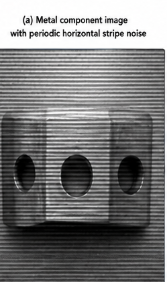 (a) Metal component image
with periodic horizontal stripe noise